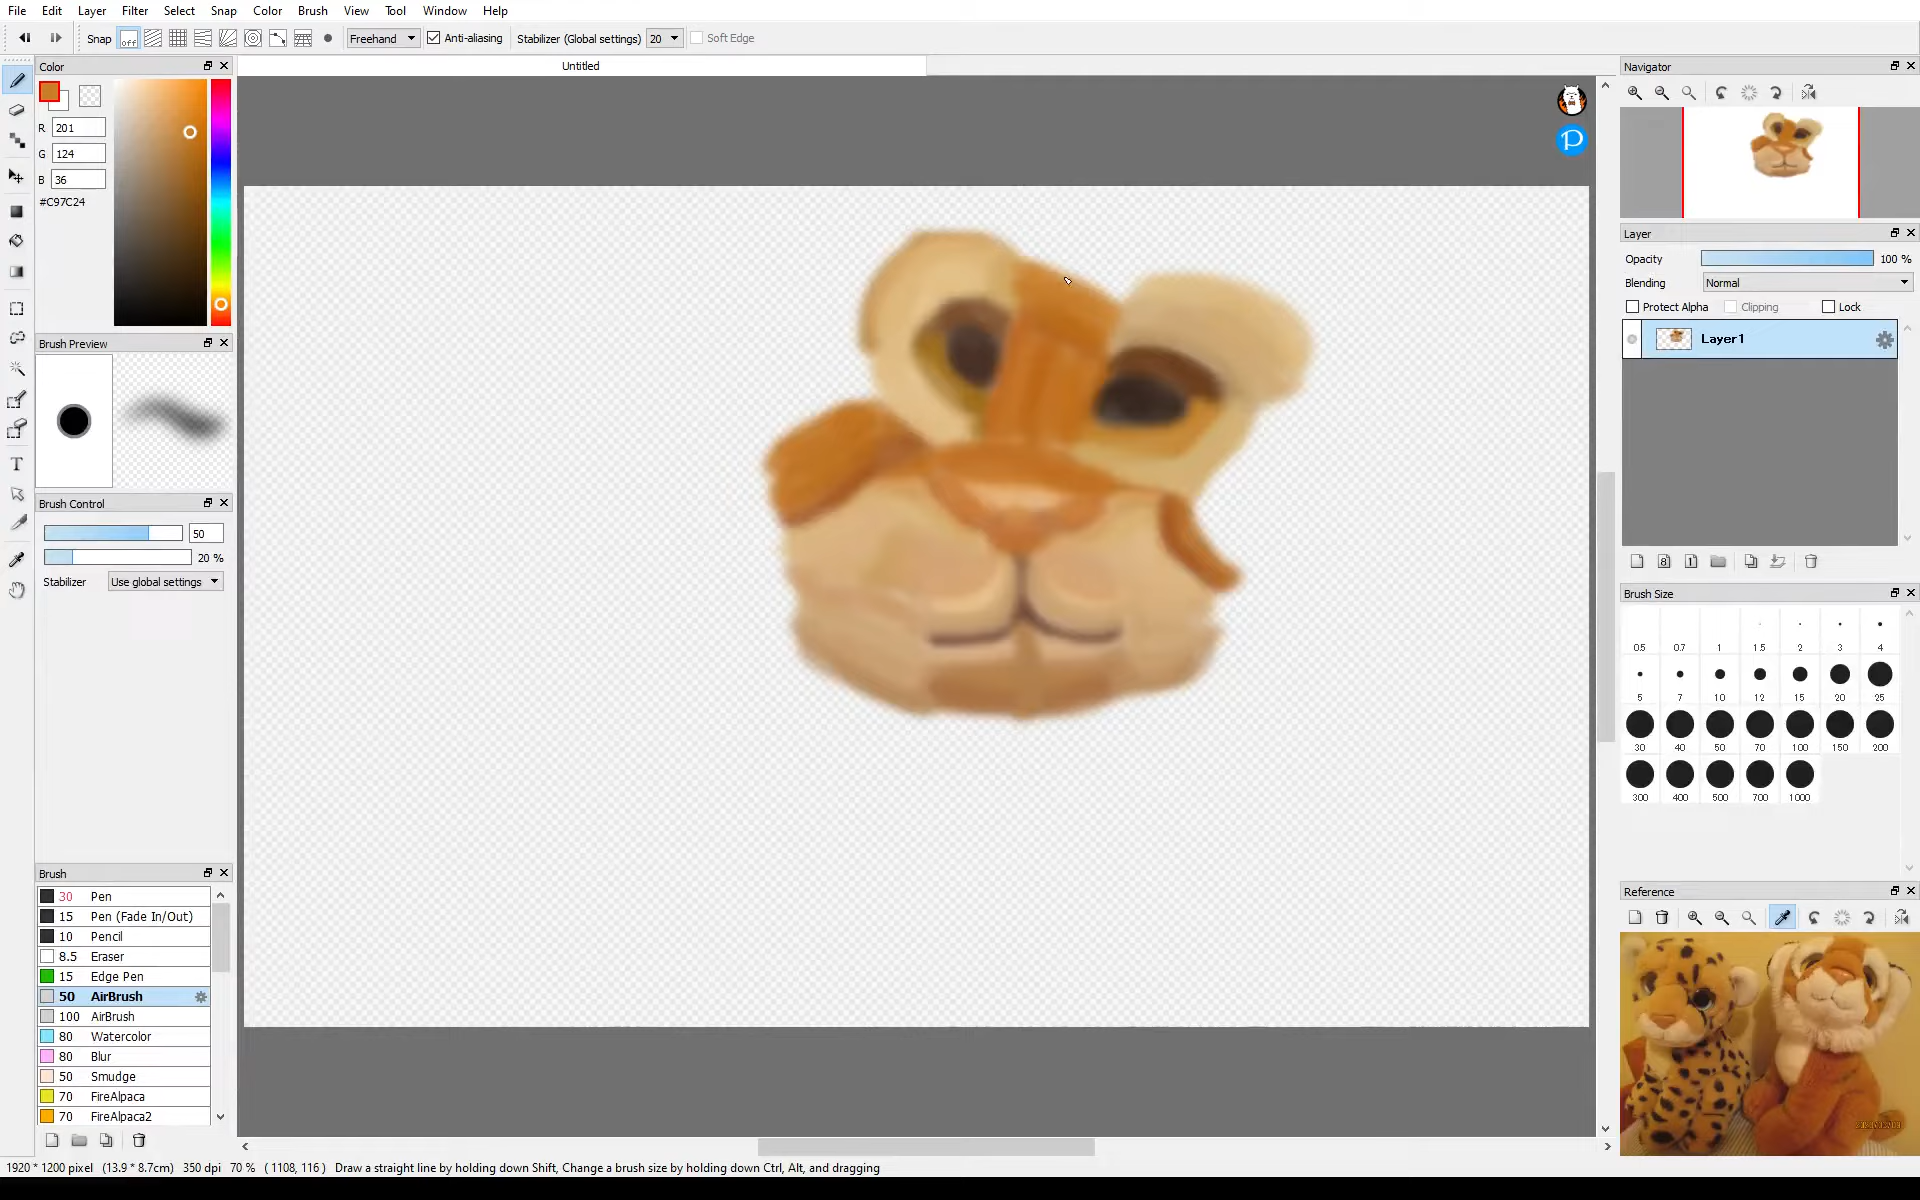 File Edit Layer Filter Select Snap Color Brush View Tool Window Help
Snap off Freehand Anti-aliasing Stabilizer (Global settings) 20 Soft Edge
Untitled
Color
R 201
G 124
B 36
#C97C24
Brush Preview
Brush Control
50
20 %
Stabilizer Use global settings
Brush
30 Pen
15 Pen (Fade In/Out)
10 Pencil
8.5 Eraser
15 Edge Pen
50 AirBrush
100 AirBrush
80 Watercolor
80 Blur
50 Smudge
70 FireAlpaca
70 FireAlpaca2
Navigator
Layer
Opacity 100 %
Blending Normal
Protect Alpha Clipping Lock
Layer1
8 1
Brush Size
0.5 0.7 1 1.5 2 3 4
5 7 10 12 15 20 25
30 40 50 70 100 150 200
300 400 500 700 1000
Reference
1920 * 1200 pixel (13.9 * 8.7cm) 350 dpi 70 % ( 1108, 116 ) Draw a straight line by holding down Shift, Change a brush size by holding down Ctrl, Alt, and dragging